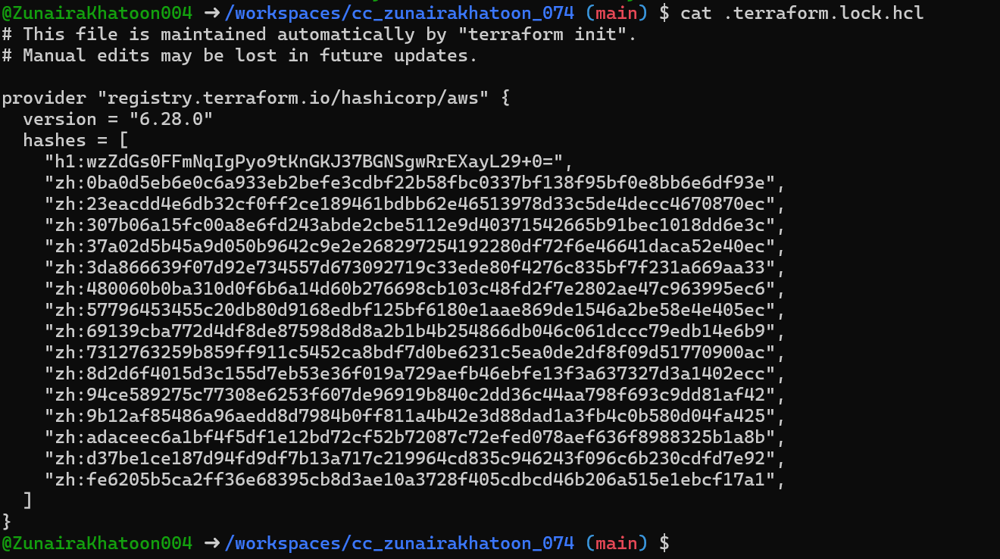 @ZunairaKhatoon004 ➜ /workspaces/cc_zunairakhatoon_074 (main) $ cat .terraform.lock.hcl
# This file is maintained automatically by "terraform init".
# Manual edits may be lost in future updates.

provider "registry.terraform.io/hashicorp/aws" {
  version = "6.28.0"
  hashes = [
    "h1:wzZdGs0FFmNqIgPyo9tKnGKJ37BGNSgwRrEXayL29+0=",
    "zh:0ba0d5eb6e0c6a933eb2befe3cdbf22b58fbc0337bf138f95bf0e8bb6e6df93e",
    "zh:23eacdd4e6db32cf0ff2ce189461bdbb62e46513978d33c5de4decc4670870ec",
    "zh:307b06a15fc00a8e6fd243abde2cbe5112e9d40371542665b91bec1018dd6e3c",
    "zh:37a02d5b45a9d050b9642c9e2e268297254192280df72f6e46641daca52e40ec",
    "zh:3da866639f07d92e734557d673092719c33ede80f4276c835bf7f231a669aa33",
    "zh:480060b0ba310d0f6b6a14d60b276698cb103c48fd2f7e2802ae47c963995ec6",
    "zh:57796453455c20db80d9168edbf125bf6180e1aae869de1546a2be58e4e405ec",
    "zh:69139cba772d4df8de87598d8d8a2b1b4b254866db046c061dccc79edb14e6b9",
    "zh:7312763259b859ff911c5452ca8bdf7d0be6231c5ea0de2df8f09d51770900ac",
    "zh:8d2d6f4015d3c155d7eb53e36f019a729aefb46ebfe13f3a637327d3a1402ecc",
    "zh:94ce589275c77308e6253f607de96919b840c2dd36c44aa798f693c9dd81af42",
    "zh:9b12af85486a96aedd8d7984b0ff811a4b42e3d88dad1a3fb4c0b580d04fa425",
    "zh:adaceec6a1bf4f5df1e12bd72cf52b72087c72efed078aef636f8988325b1a8b",
    "zh:d37be1ce187d94fd9df7b13a717c219964cd835c946243f096c6b230cdfd7e92",
    "zh:fe6205b5ca2ff36e68395cb8d3ae10a3728f405cdbcd46b206a515e1ebcf17a1",
  ]
}
@ZunairaKhatoon004 ➜ /workspaces/cc_zunairakhatoon_074 (main) $